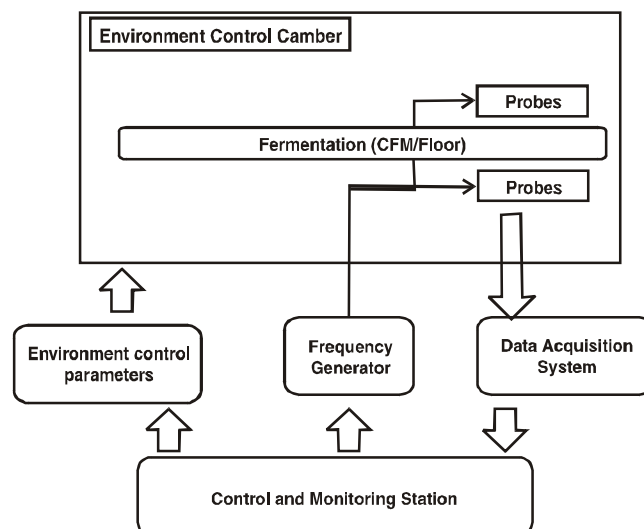 Environment Control Camber
Probes
Fermentation (CFM/Floor)
Probes
Environment control
parameters
Frequency
Generator
Data Acquisition
System
Control and Monitoring Station